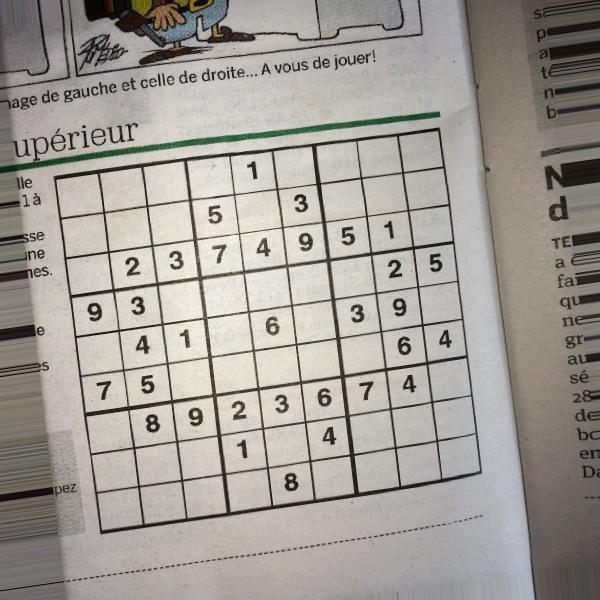 nage de gauche et celle de droite... A vous de jouer!
upérieur
lle
1 à
sse
ne
nes.
e
es
pez
1
5 3
2 3 7 4 9 5 1
9 3 2 5
4 1 6 3 9
7 5 6 4
8 9 2 3 6 7 4
1 4
8
s
p
a
té
n
b
N
d
TE
a
fa
qu
ne
gr
au
sé
28
de
bo
en
Da